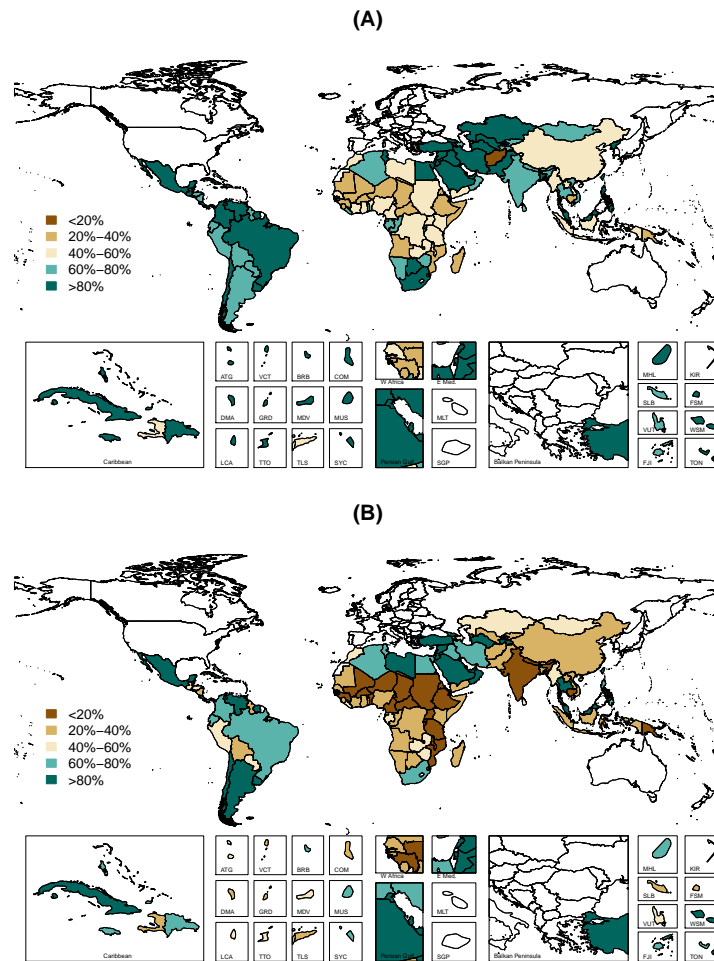 (A)
<20%
20%–40%
40%–60%
60%–80%
>80%
Caribbean
ATG
VCT
BRB
COM
DMA
GRD
MDV
MUS
LCA
TTO
TLS
SYC
W Africa
E Med.
Persian Gulf
MLT
SGP
Balkan Peninsula
MHL
KIR
SLB
FSM
VUT
WSM
FJI
TON
(B)
<20%
20%–40%
40%–60%
60%–80%
>80%
Caribbean
ATG
VCT
BRB
COM
DMA
GRD
MDV
MUS
LCA
TTO
TLS
SYC
W Africa
E Med.
Persian Gulf
MLT
SGP
Balkan Peninsula
MHL
KIR
SLB
FSM
VUT
WSM
FJI
TON